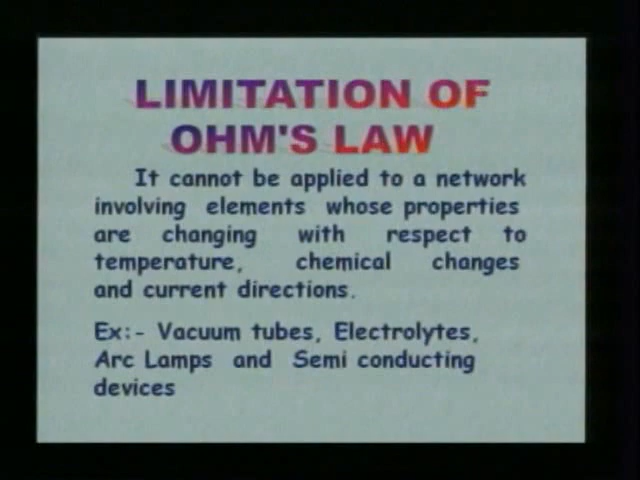 LIMITATION OF
OHM'S LAW
It cannot be applied to a network
involving elements whose properties
are changing with respect to
temperature, chemical changes
and current directions.
Ex:- Vacuum tubes, Electrolytes,
Arc Lamps and Semi conducting
devices